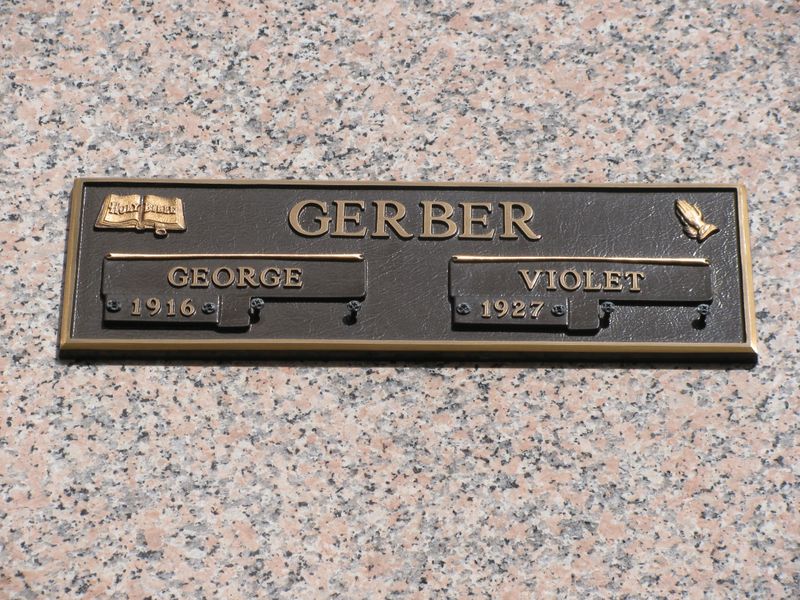 HOLY BIBLE
GERBER
GEORGE
1916
VIOLET
1927